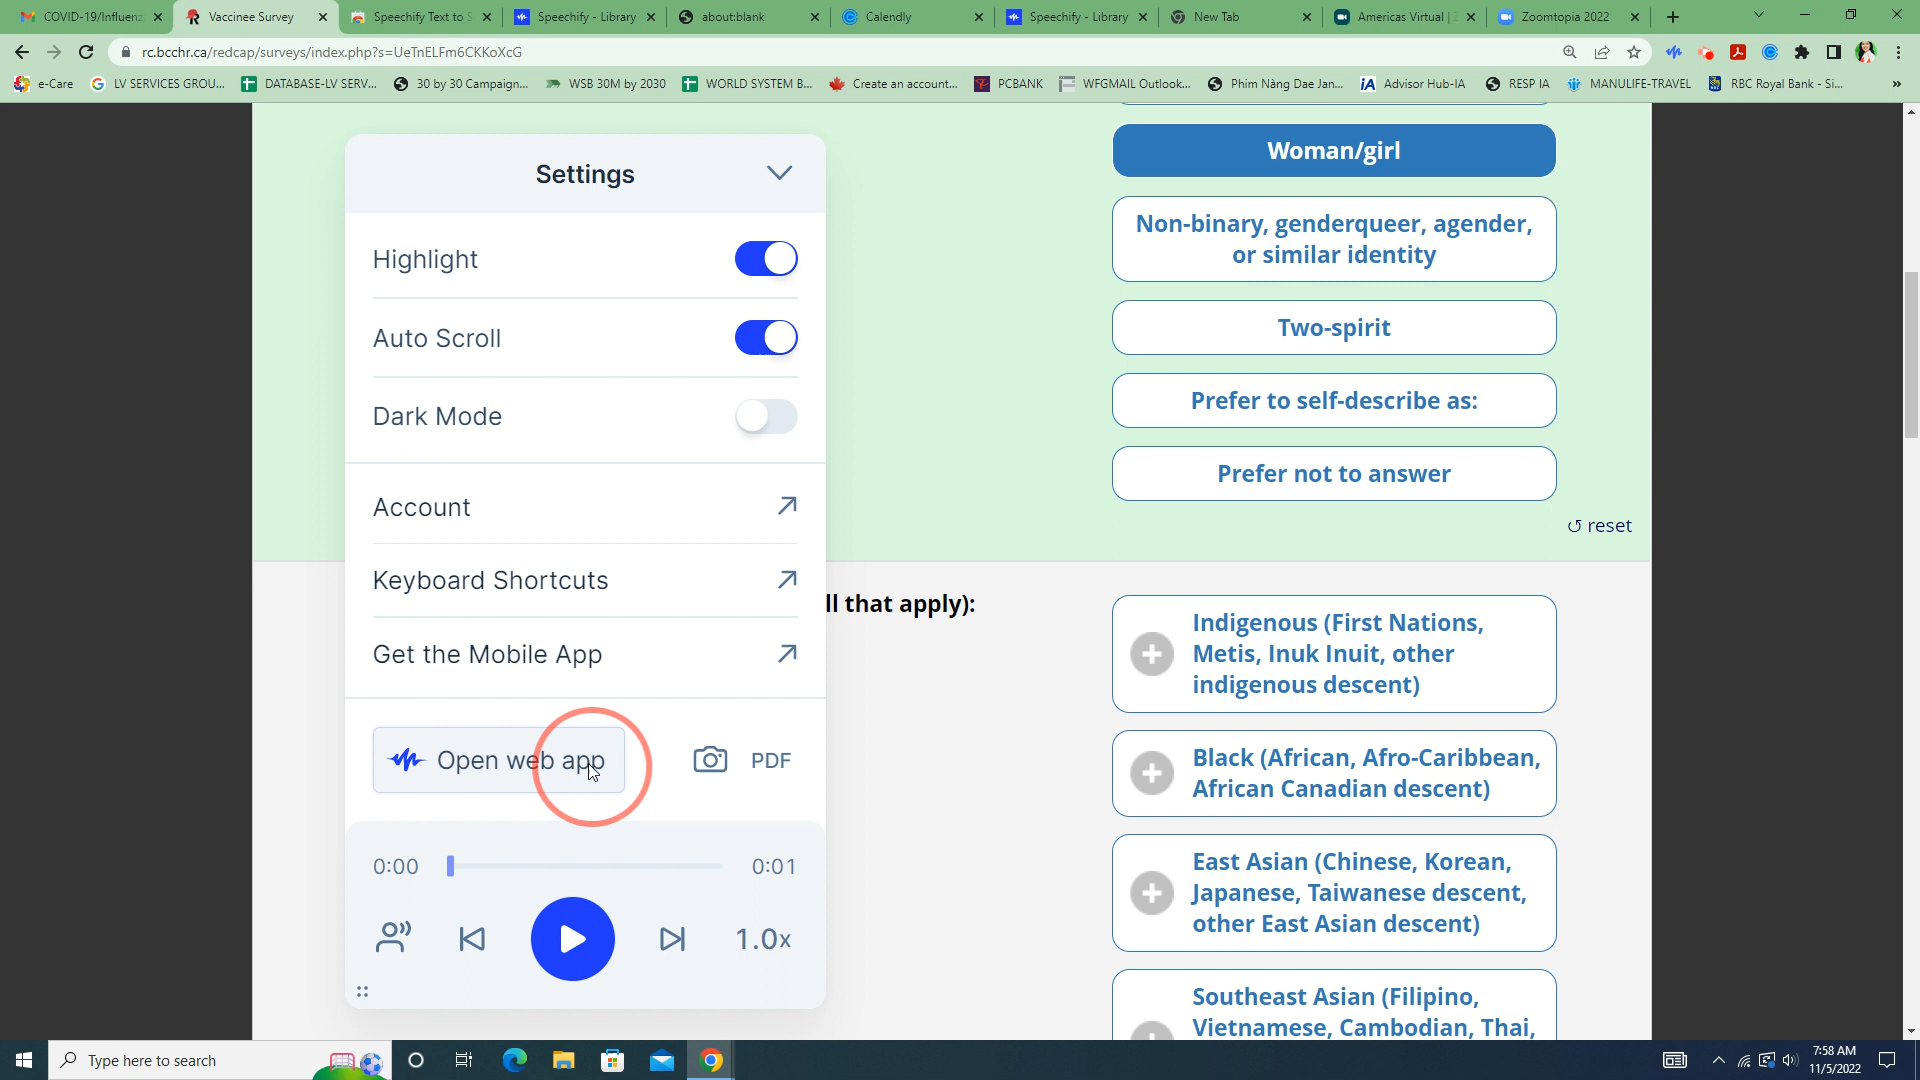 COVID-19/Influenz
Vaccinee Survey
Speechify Text to S
Speechify - Library
about:blank
Calendly
Speechify - Library
New Tab
Americas Virtual |
Zoomtopia 2022
rc.bcchr.ca/redcap/surveys/index.php?s=UeTnELFm6CKKoXcG
e-Care
LV SERVICES GROU...
DATABASE-LV SERV...
30 by 30 Campaign...
WSB 30M by 2030
WORLD SYSTEM B...
Create an account...
PCBANK
WFGMAIL Outlook...
Phim Nàng Dae Jan...
iA Advisor Hub-IA
RESP IA
MANULIFE-TRAVEL
RBC Royal Bank - Si...
»
Settings
Highlight
Auto Scroll
Dark Mode
Account
Keyboard Shortcuts
Get the Mobile App
Open web app
PDF
0:00
0:01
1.0x
ll that apply):
Woman/girl
Non-binary, genderqueer, agender,
or similar identity
Two-spirit
Prefer to self-describe as:
Prefer not to answer
reset
Indigenous (First Nations,
Metis, Inuk Inuit, other
indigenous descent)
Black (African, Afro-Caribbean,
African Canadian descent)
East Asian (Chinese, Korean,
Japanese, Taiwanese descent,
other East Asian descent)
Southeast Asian (Filipino,
Vietnamese, Cambodian, Thai,
Type here to search
7:58 AM
11/5/2022